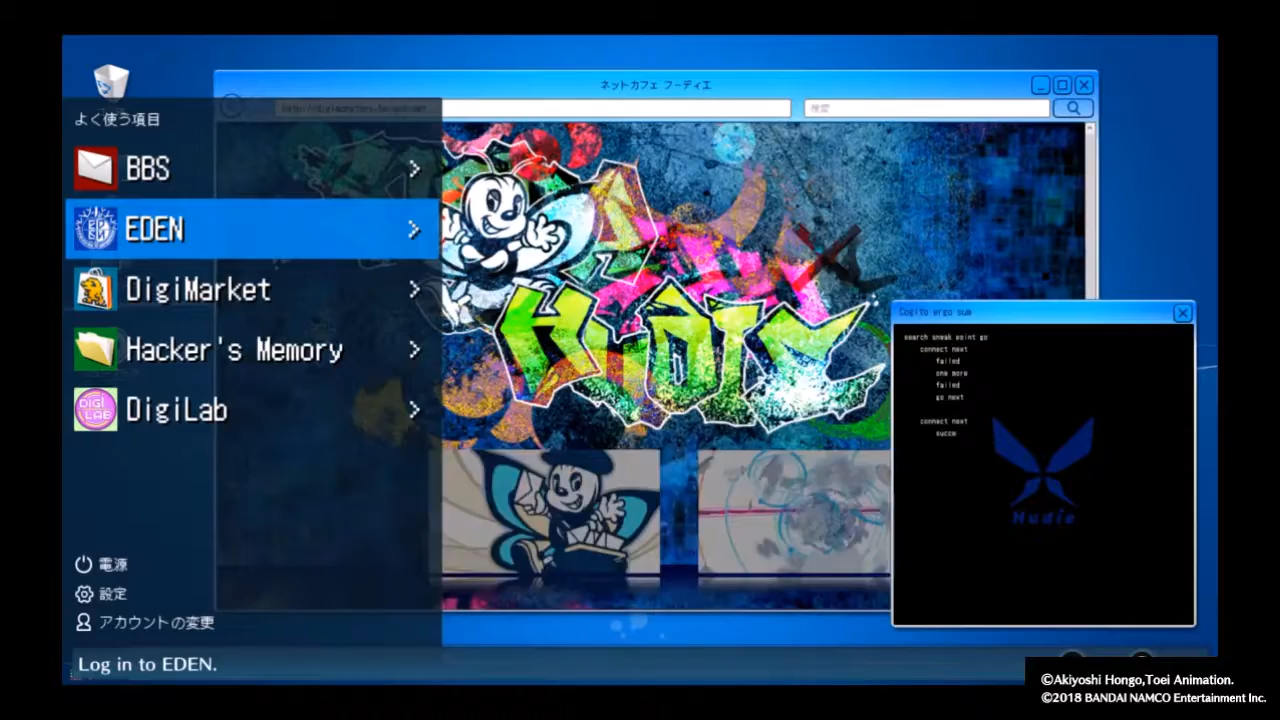 ネットカフェ フーディエ
検索
よく使う項目
BBS
EDEN
DigiMarket
Hacker's Memory
DIGI LAB
DigiLab
Hudie
Cogito ergo sum
search sneak point go
connect next
failed
one more
failed
go next
connect next
Hudie
電源
設定
アカウントの変更
Log in to EDEN.
©Akiyoshi Hongo,Toei Animation.
©2018 BANDAI NAMCO Entertainment Inc.